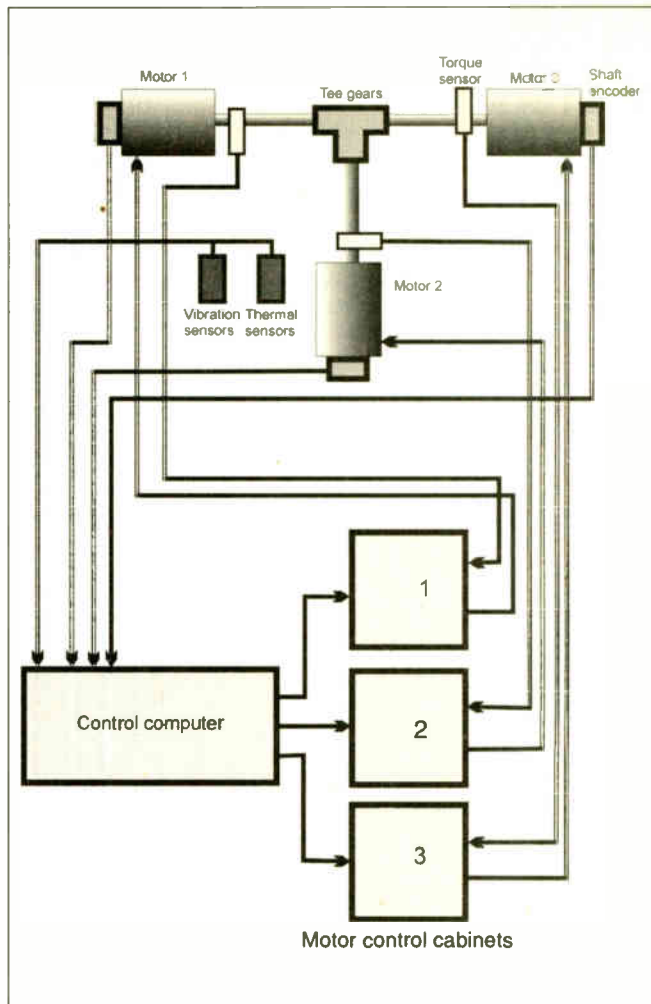 Motor 1
Tee gears
Torque
sensor
Motor
Shaft
encoder
Motor 2
Vibration
sensors
Thermal
sensors
1
Control computer
2
3
Motor control cabinets